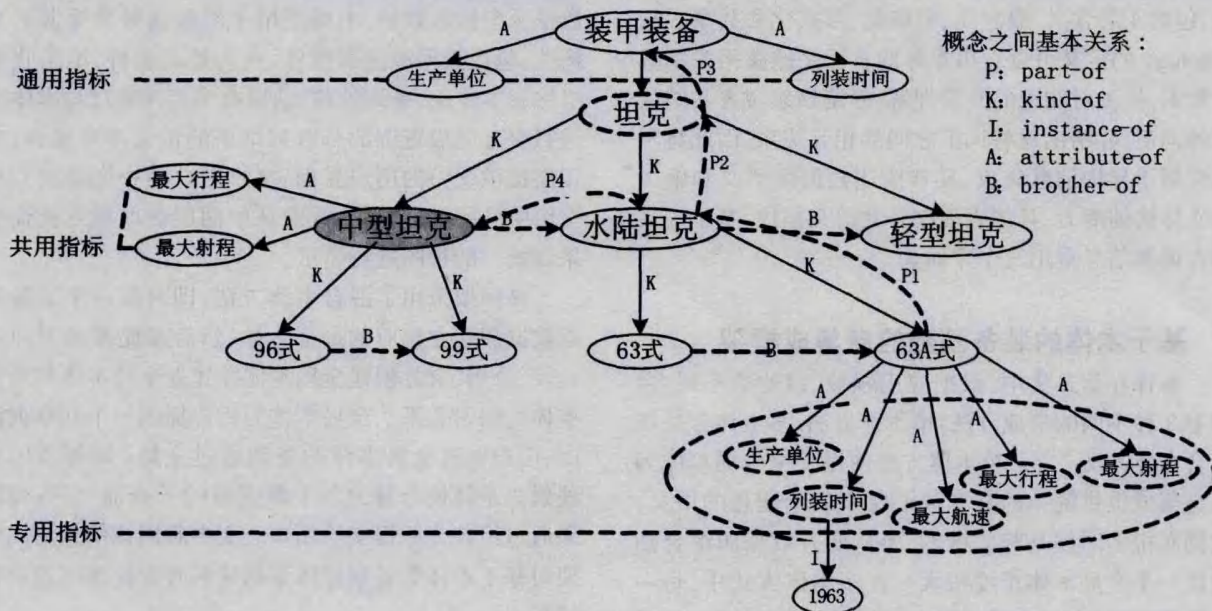 装甲装备
A
A
概念之间基本关系：
P: part-of
K: kind-of
I: instance-of
A: attribute-of
B: brother-of
通用指标
生产单位
P3
列装时间
坦克
K
K
K
P2
最大行程
A
P4
共用指标
最大射程
A
中型坦克
B
水陆坦克
B
轻型坦克
K
K
K
K
P1
96式
B
99式
63式
B
63A式
A
A
A
A
A
生产单位
最大行程
最大射程
列装时间
最大航速
专用指标
I
1963